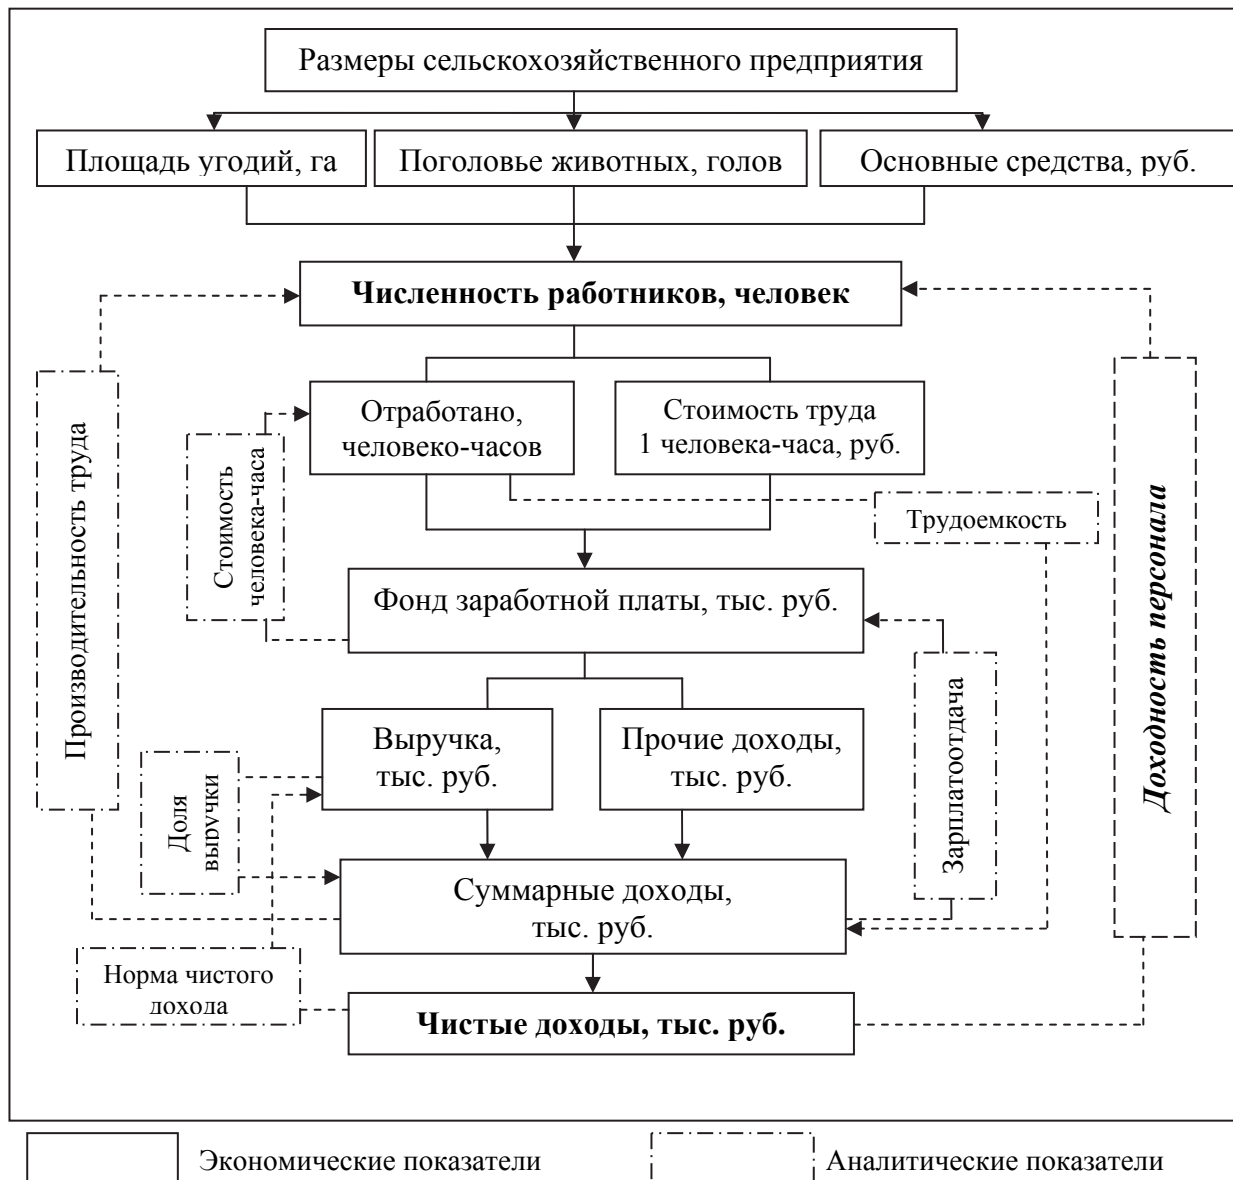 Размеры сельскохозяйственного предприятия
Площадь угодий, га
Поголовье животных, голов
Основные средства, руб.
Численность работников, человек
Отработано,
человеко-часов
Стоимость труда
1 человека-часа, руб.
Производительность труда
Стоимость
человека-часа
Трудоемкость
Доходность персонала
Фонд заработной платы, тыс. руб.
Зарплатоотдача
Выручка,
тыс. руб.
Прочие доходы,
тыс. руб.
Доля
выручки
Суммарные доходы,
тыс. руб.
Норма чистого
дохода
Чистые доходы, тыс. руб.
Экономические показатели
Аналитические показатели